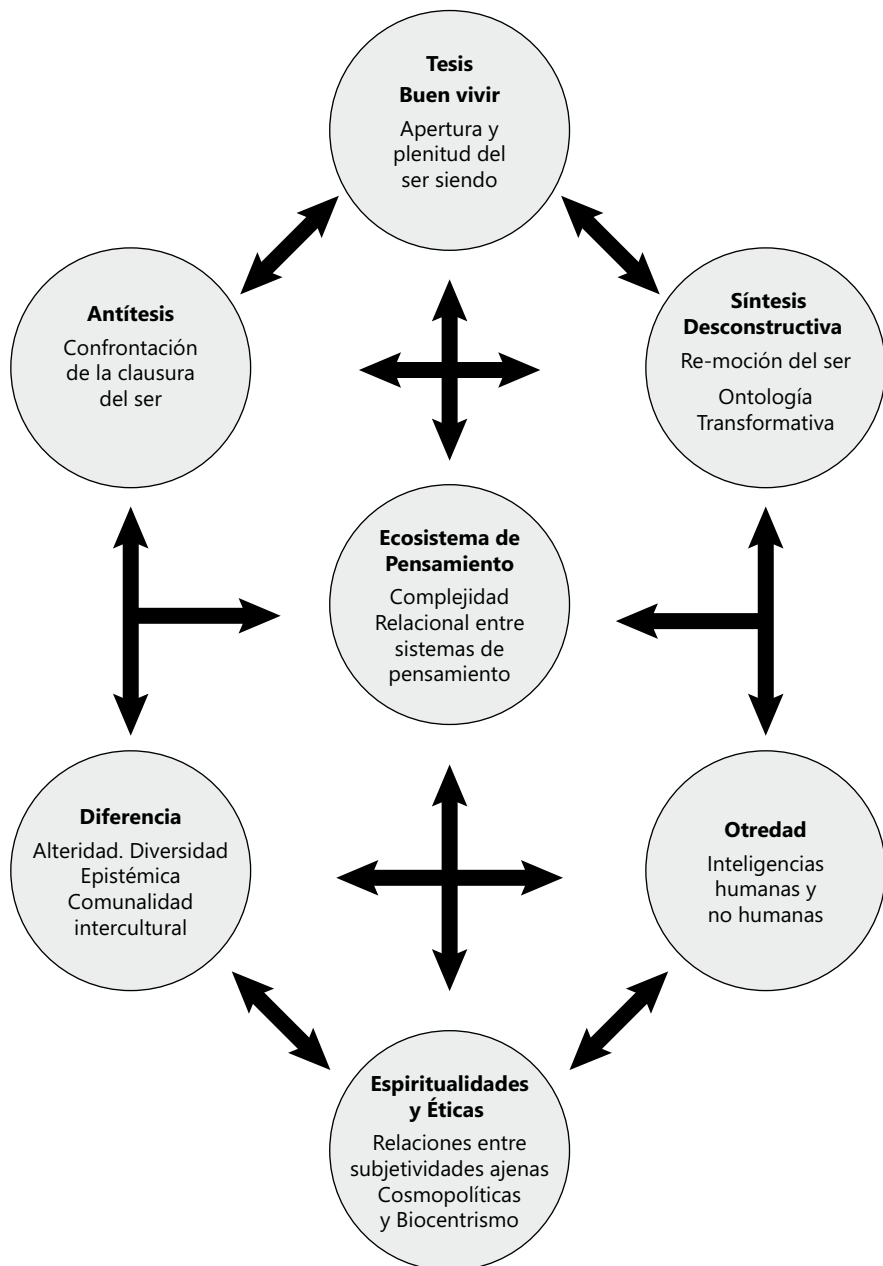 Tesis
Buen vivir
Apertura y
plenitud del
ser siendo
Antítesis
Confrontación
de la clausura
del ser
Síntesis
Desconstructiva
Re-moción del ser
Ontología
Transformativa
Ecosistema de
Pensamiento
Complejidad
Relacional entre
sistemas de
pensamiento
Diferencia
Alteridad. Diversidad
Epistémica
Comunalidad
intercultural
Otredad
Inteligencias
humanas y
no humanas
Espiritualidades
y Éticas
Relaciones entre
subjetividades ajenas
Cosmopolíticas
y Biocentrismo